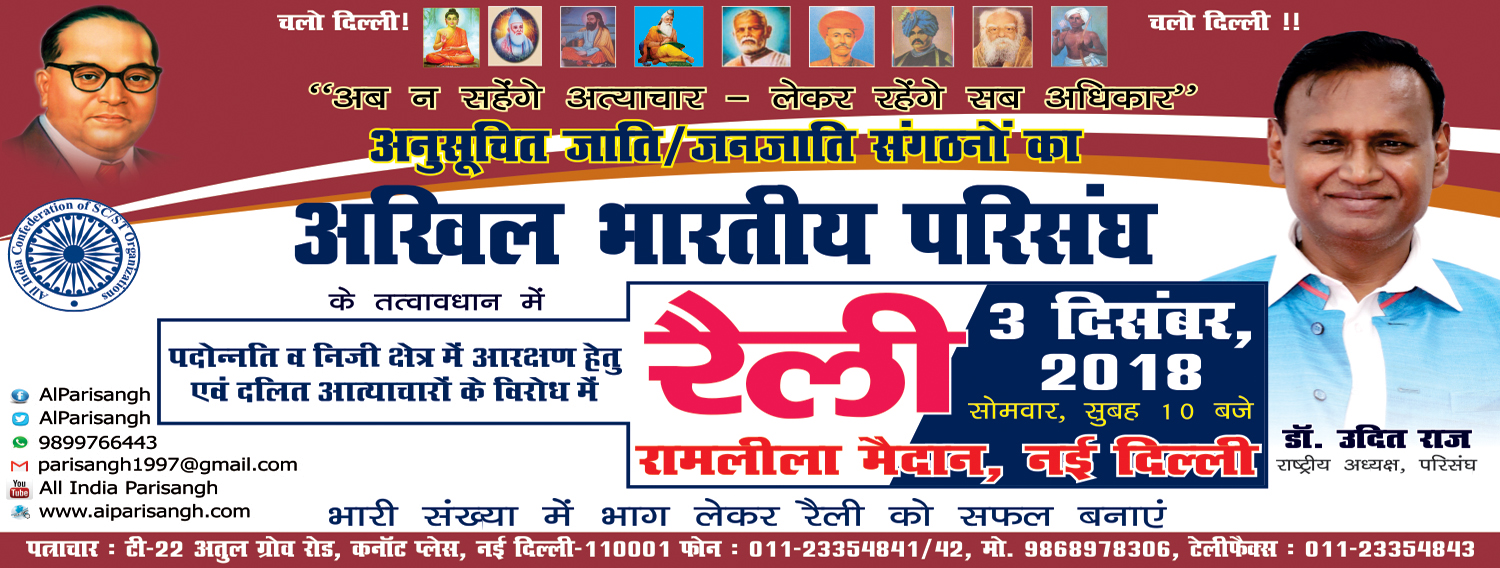 चलो दिल्ली!
चलो दिल्ली !!
“अब न सहेंगे अत्याचार – लेकर रहेंगे सब अधिकार”
अनुसूचित जाति/जनजाति संगठनों का
अखिल भारतीय परिसंघ
All India Confederation of SC/ST Organizations
के तत्वावधान में
पदोन्नति व निजी क्षेत्र में आरक्षण हेतु
एवं दलित आत्याचारों के विरोध में
रैली
3 दिसंबर,
2018
सोमवार, सुबह 10 बजे
रामलीला मैदान, नई दिल्ली
डॉ. उदित राज
राष्ट्रीय अध्यक्ष, परिसंघ
AIParisangh
AIParisangh
9899766443
parisangh1997@gmail.com
You Tube All India Parisangh
www.aiparisangh.com
भारी संख्या में भाग लेकर रैली को सफल बनाएं
पत्राचार : टी-22 अतुल ग्रोव रोड, कनॉट प्लेस, नई दिल्ली-110001 फोन : 011-23354841/42, मो. 9868978306, टेलीफैक्स : 011-23354843